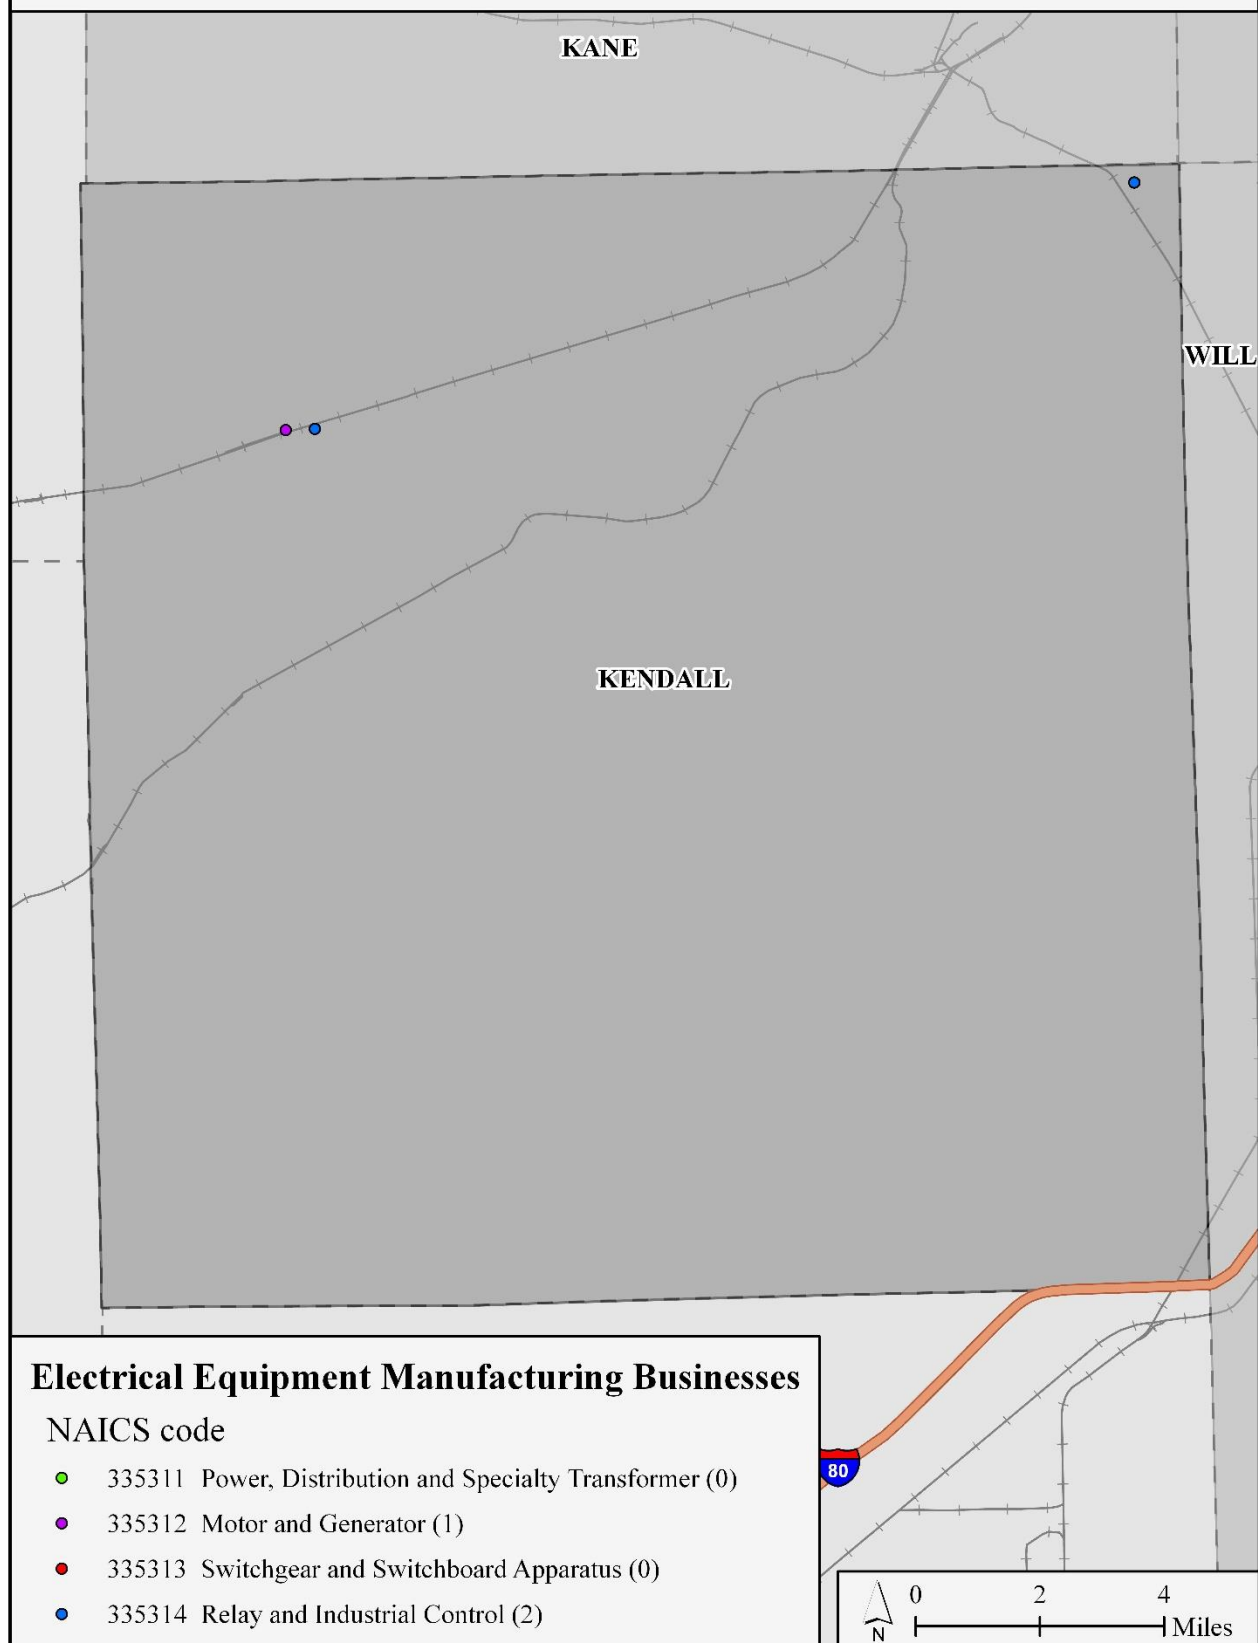 KANE
WILL
KENDALL
Electrical Equipment Manufacturing Businesses
NAICS code
335311 Power, Distribution and Specialty Transformer (0)
335312 Motor and Generator (1)
335313 Switchgear and Switchboard Apparatus (0)
335314 Relay and Industrial Control (2)
80
N
0 2 4
Miles